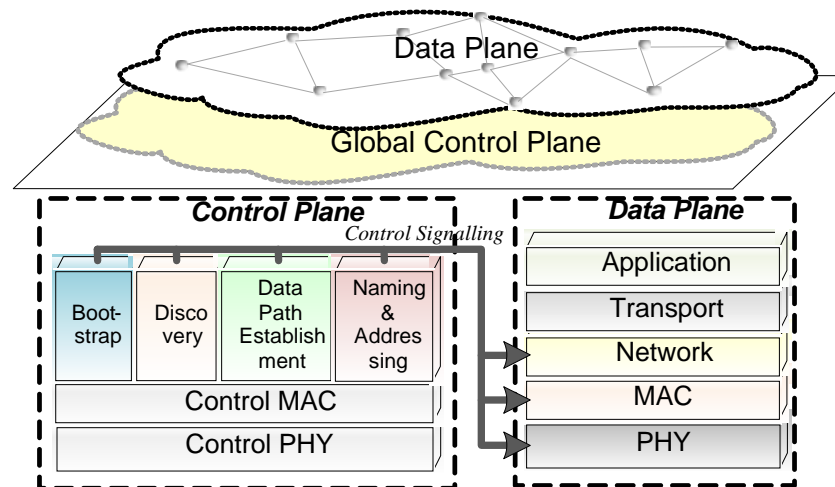 Data Plane
Global Control Plane
Control Plane
Data Plane
Control Signalling
Boot-
strap
Disco
very
Data
Path
Establish
ment
Naming
&
Addres
sing
Control MAC
Control PHY
Application
Transport
Network
MAC
PHY